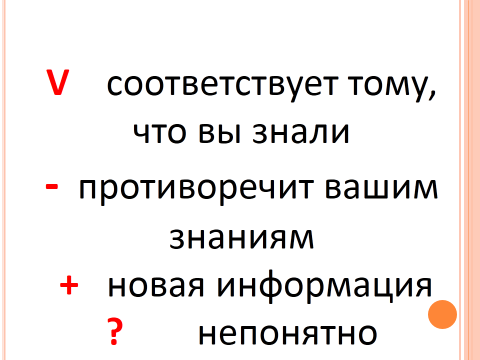 V соответствует тому,
что вы знали
- противоречит вашим
знаниям
+ новая информация
? непонятно